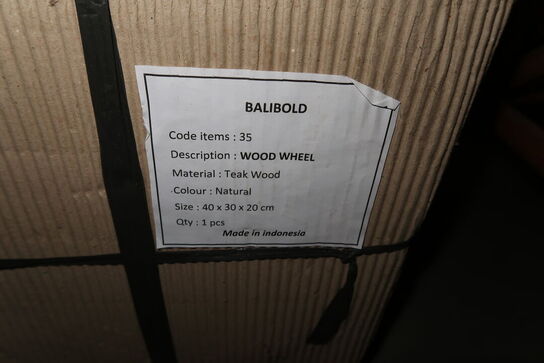 BALIBOLD
Code items : 35
Description : WOOD WHEEL
Material : Teak Wood
Colour : Natural
Size : 40 x 30 x 20 cm
Qty : 1 pcs
Made in indonesia